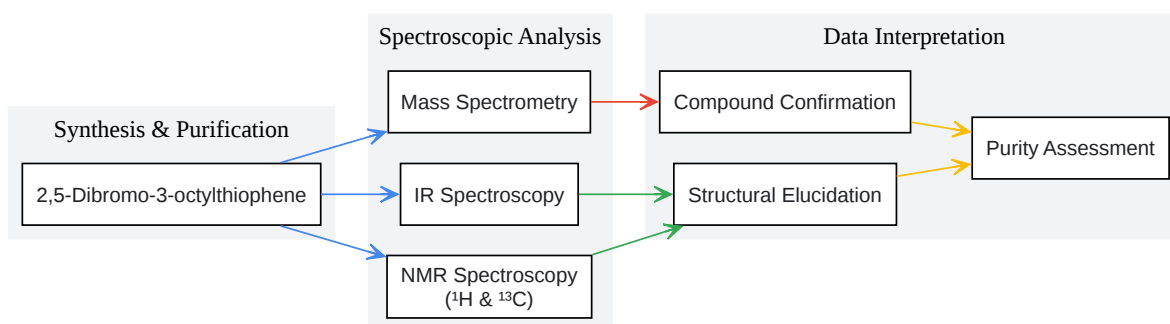 Synthesis & Purification
2,5-Dibromo-3-octylthiophene
Spectroscopic Analysis
Mass Spectrometry
IR Spectroscopy
NMR Spectroscopy
(¹H & ¹³C)
Data Interpretation
Compound Confirmation
Structural Elucidation
Purity Assessment